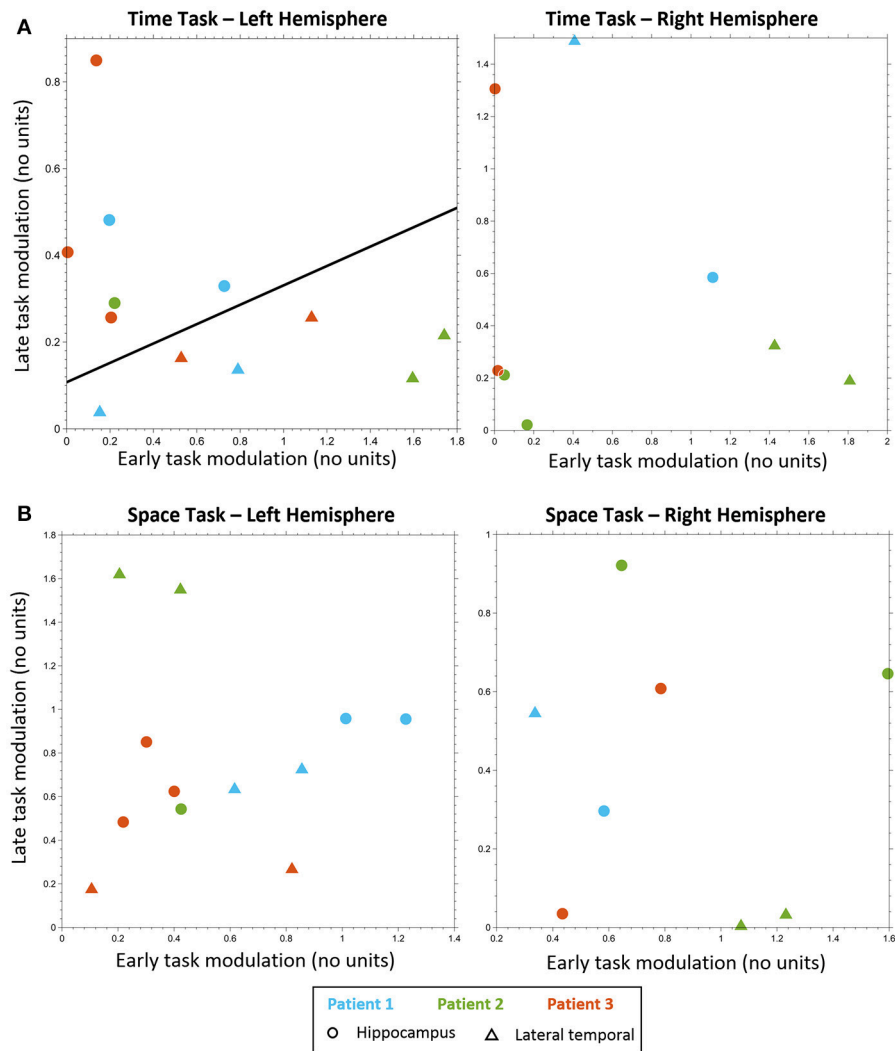 A
Time Task – Left Hemisphere
Time Task – Right Hemisphere
Late task modulation (no units)
0.8
0.6
0.4
0.2
0
0 0.2 0.4 0.6 0.8 1 1.2 1.4 1.6 1.8
Early task modulation (no units)
1.4
1.2
1
0.8
0.6
0.4
0.2
0
0 0.2 0.4 0.6 0.8 1 1.2 1.4 1.6 1.8 2
Early task modulation (no units)
B
Space Task – Left Hemisphere
Space Task – Right Hemisphere
Late task modulation (no units)
1.8
1.6
1.4
1.2
1
0.8
0.6
0.4
0.2
0
0 0.2 0.4 0.6 0.8 1 1.2 1.4
Early task modulation (no units)
1
0.8
0.6
0.4
0.2
0
0.2 0.4 0.6 0.8 1 1.2 1.4 1.6
Early task modulation (no units)
Patient 1 Patient 2 Patient 3
Hippocampus Lateral temporal